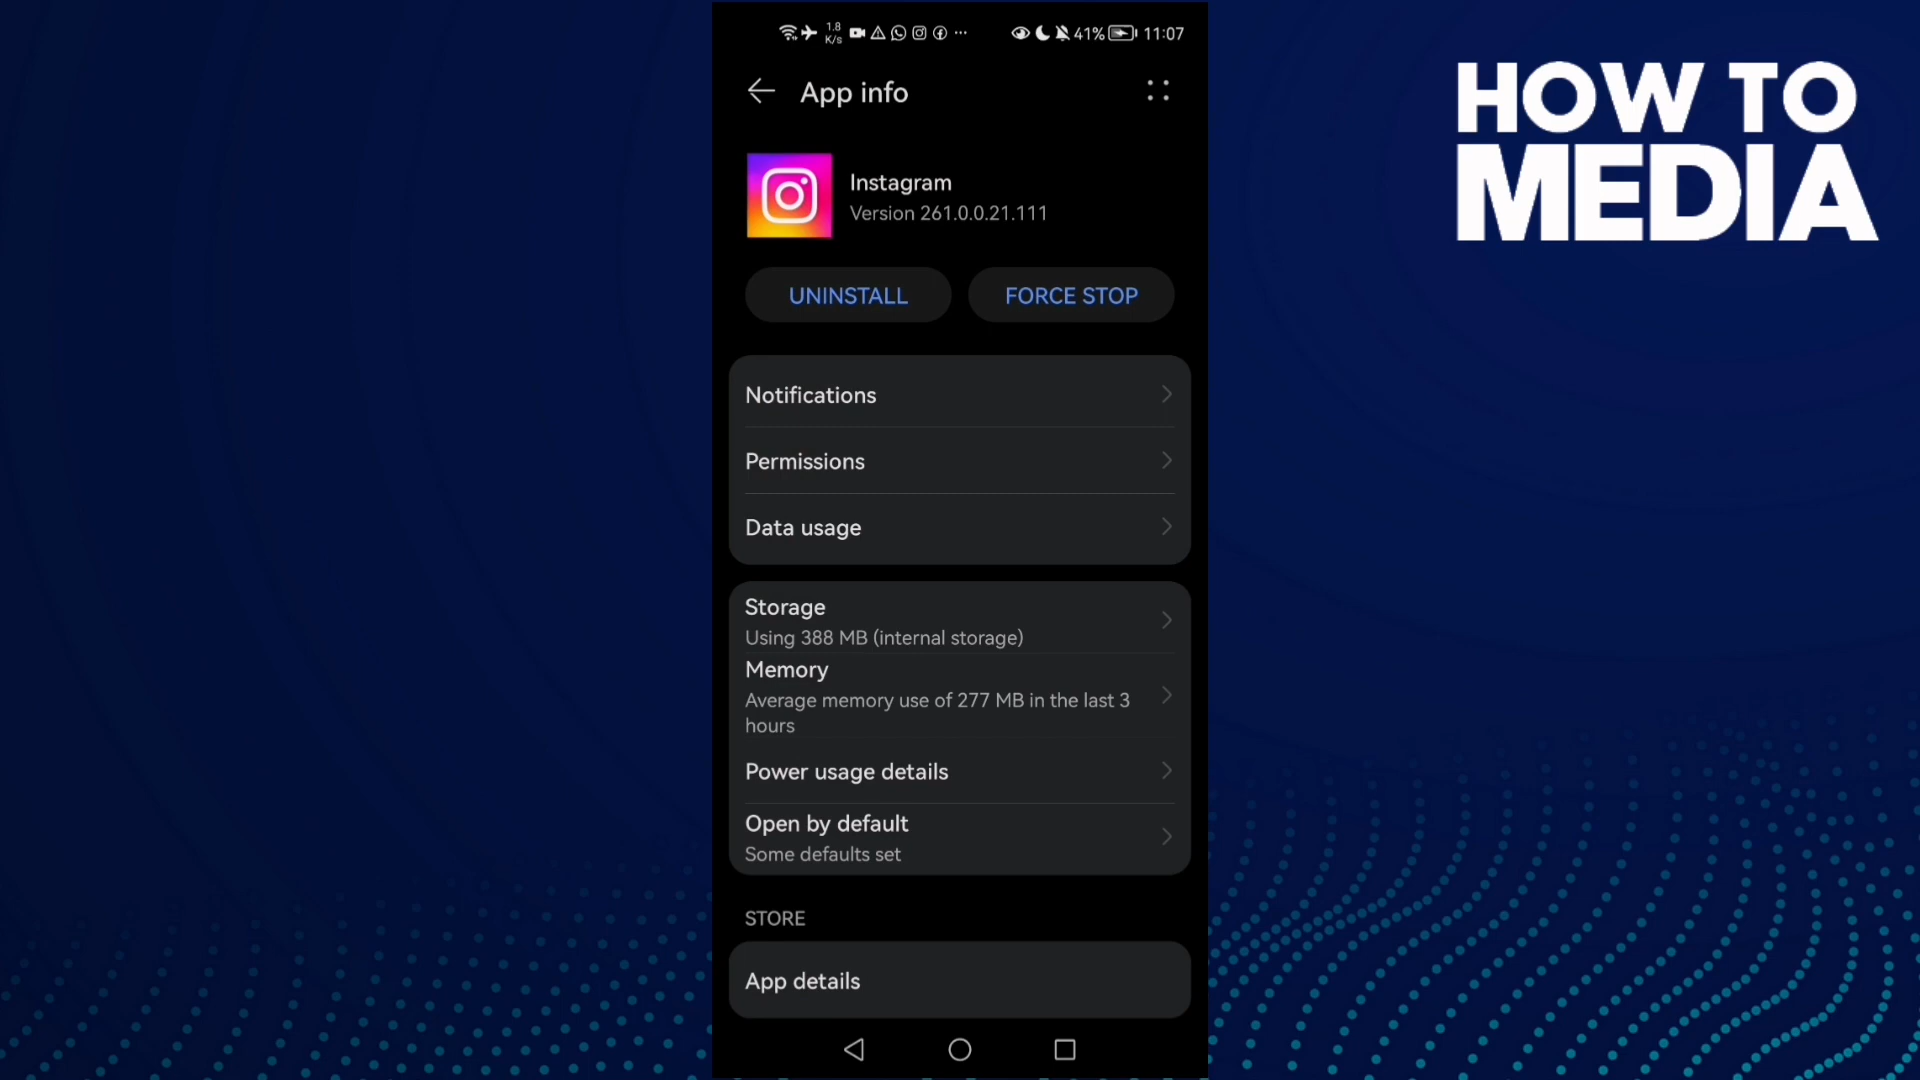 1.8
K/s
41%
11:07
App info
HOW TO
MEDIA
Instagram
Version 261.0.0.21.111
UNINSTALL
FORCE STOP
Notifications
Permissions
Data usage
Storage
Using 388 MB (internal storage)
Memory
Average memory use of 277 MB in the last 3
hours
Power usage details
Open by default
Some defaults set
STORE
App details